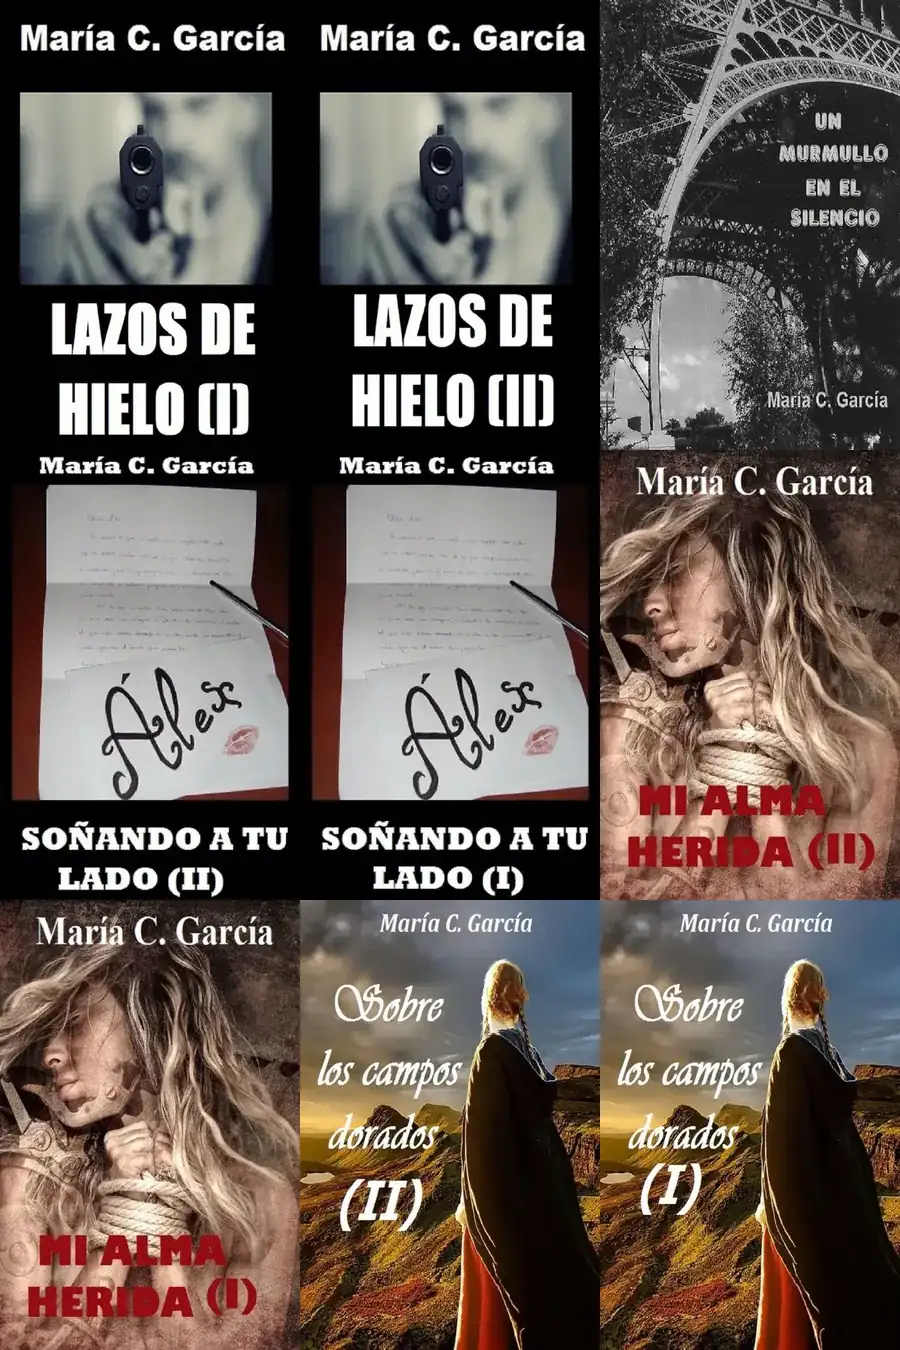 María C. García
LAZOS DE
HIELO (I)
María C. García
LAZOS DE
HIELO (II)
UN
MURMULLO
EN EL
SILENCIO
María C. García
María C. García
Álex
SOÑANDO A TU
LADO (II)
María C. García
Álex
SOÑANDO A TU
LADO (I)
María C. García
MI ALMA
HERIDA (II)
María C. García
MI ALMA
HERIDA (I)
María C. García
Sobre
los campos
dorados
(II)
María C. García
Sobre
los campos
dorados
(I)